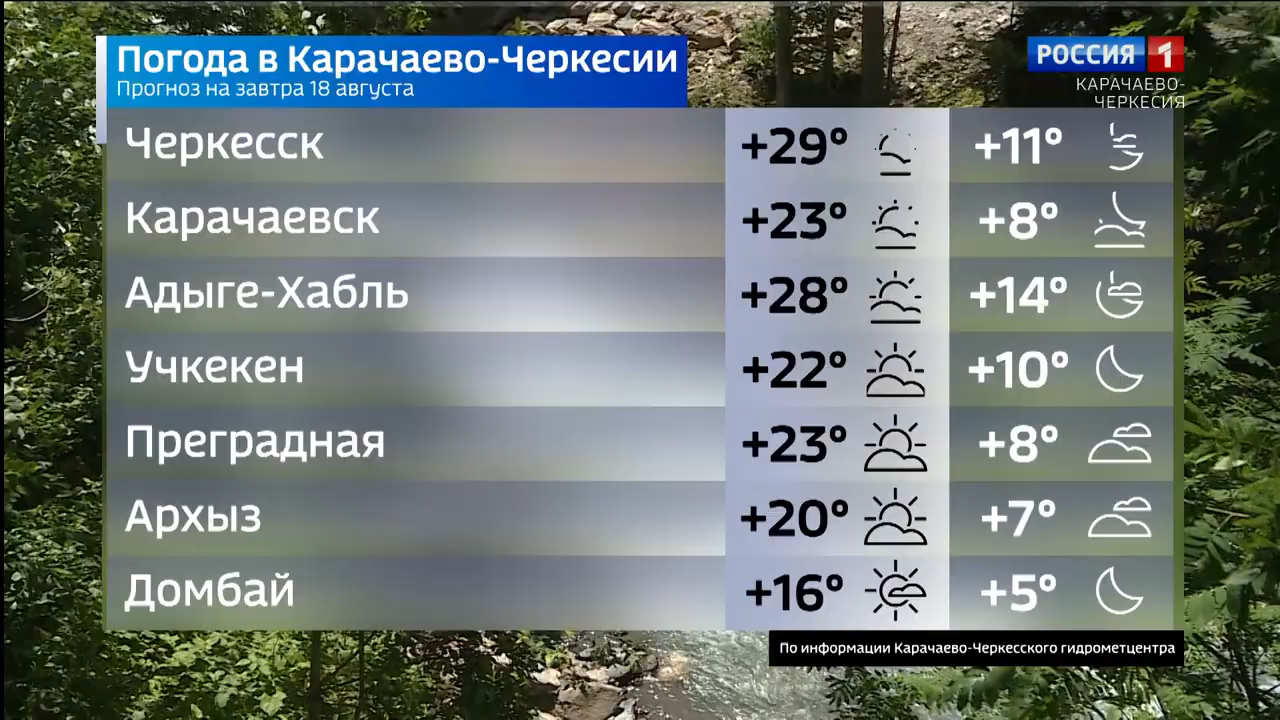 Погода в Карачаево-Черкесии
Прогноз на завтра 18 августа
РОССИЯ 1
КАРАЧАЕВО-
ЧЕРКЕСИЯ
Черкесск +29° +11°
Карачаевск +23° +8°
Адыге-Хабль +28° +14°
Учкекен +22° +10°
Преградная +23° +8°
Архыз +20° +7°
Домбай +16° +5°
По информации Карачаево-Черкесского гидрометцентра